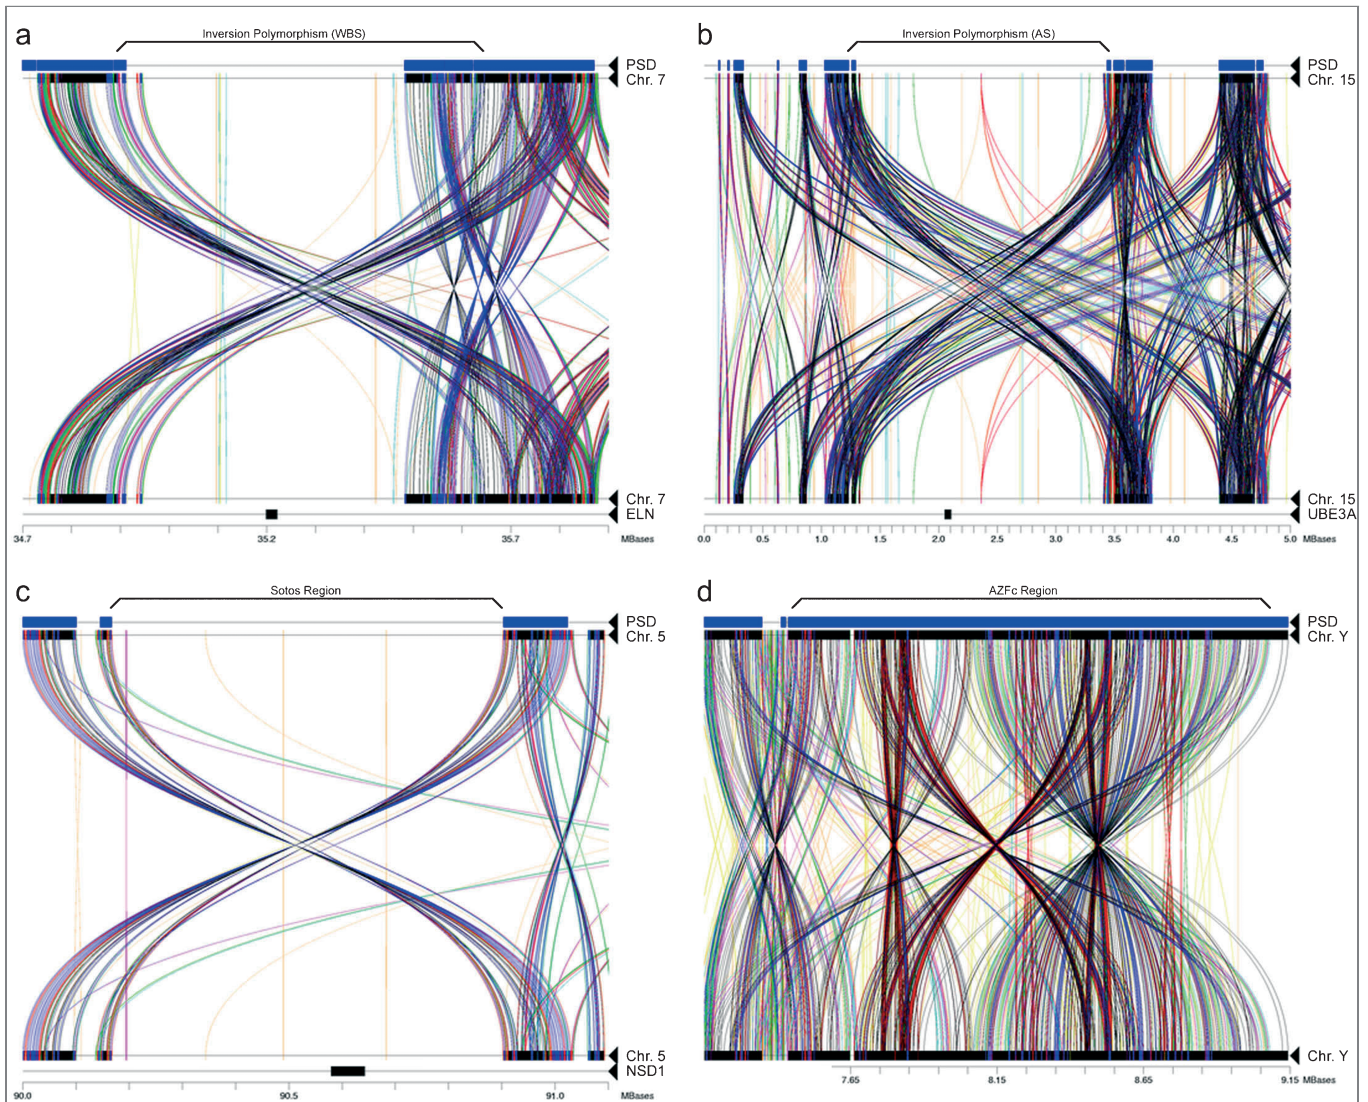 a
Inversion Polymorphism (WBS)
PSD
Chr. 7
Chr. 7
ELN
34.7 35.2 35.7 MBases
b
Inversion Polymorphism (AS)
PSD
Chr. 15
Chr. 15
UBE3A
0.0 0.5 1.0 1.5 2.0 2.5 3.0 3.5 4.0 4.5 5.0 MBases
c
Sotos Region
PSD
Chr. 5
Chr. 5
NSD1
90.0 90.5 91.0 MBases
d
AZFc Region
PSD
Chr. Y
Chr. Y
7.65 8.15 8.65 9.15 MBases